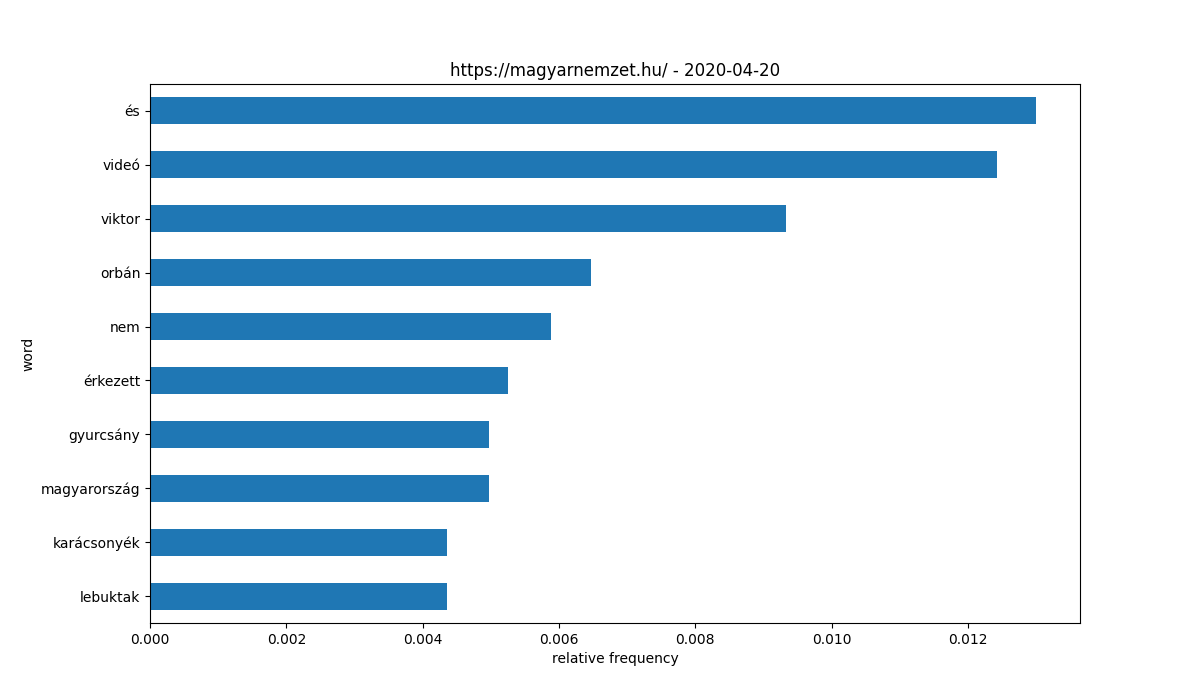 https://magyarnemzet.hu/ - 2020-04-20
és
videó
viktor
orbán
nem
érkezett
gyurcsány
magyarország
karácsonyék
lebuktak
word
0.000 0.002 0.004 0.006 0.008 0.010 0.012
relative frequency